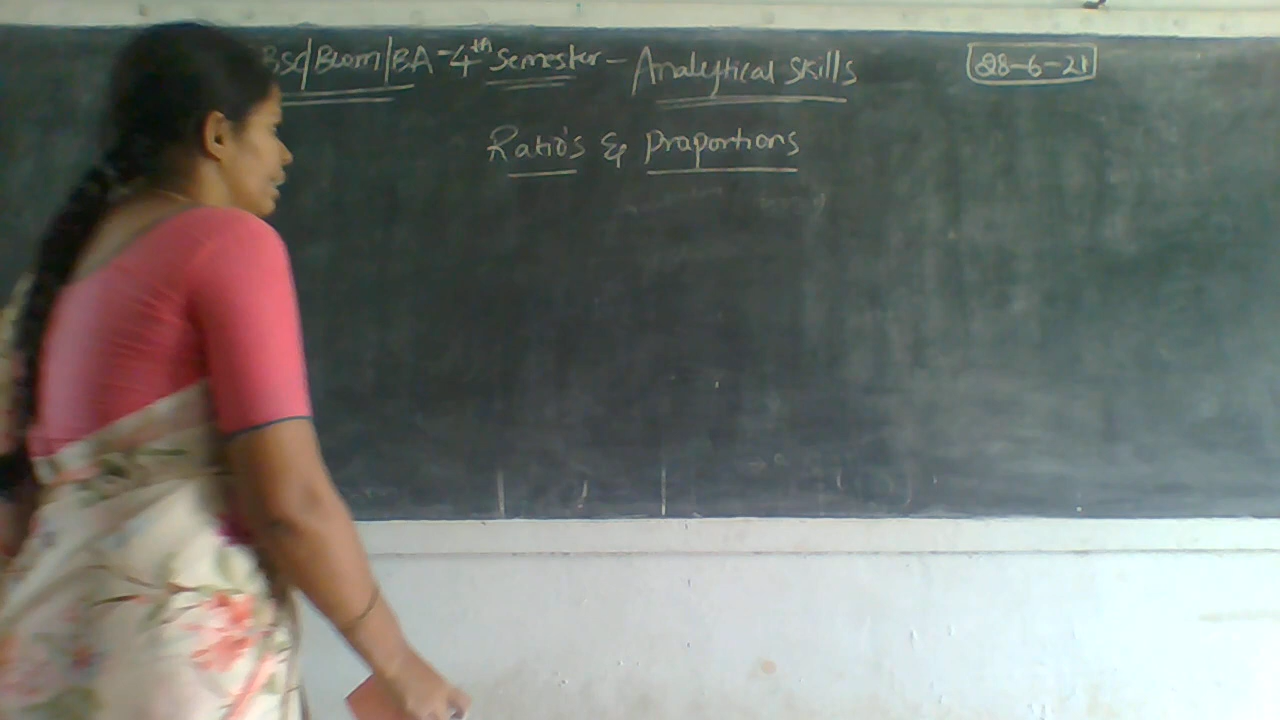 BSc/Bcom/BA-4th Semester - Analytical Skills
28-6-21
Ratio's & Proportions